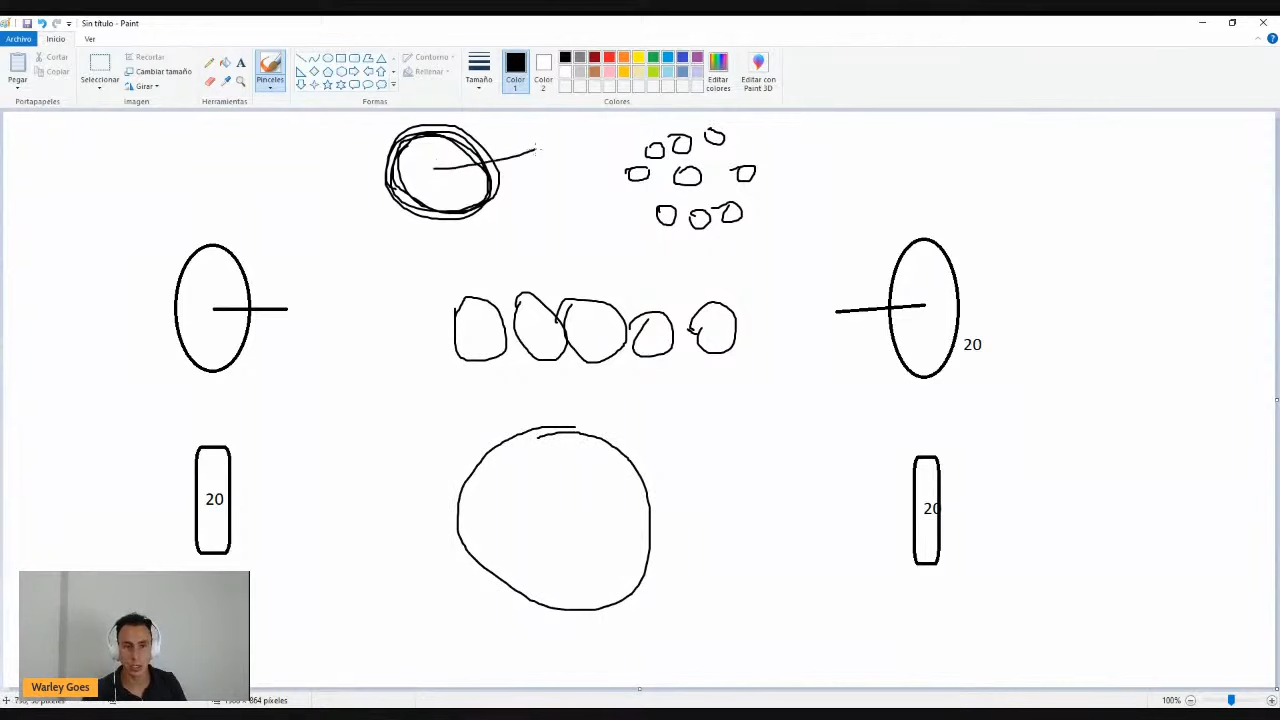 Sin título - Paint
Archivo Inicio Ver
Pegar
Cortar
Copiar
Portapapeles
Seleccionar
Recortar
Cambiar tamaño
Girar
Imagen
A
Herramientas
Pinceles
Contorno
Rellenar
Formas
Tamaño
Color 1
Color 2
Editar colores
Editar con Paint 3D
Colores
20
20
20
Warley Goes
100%